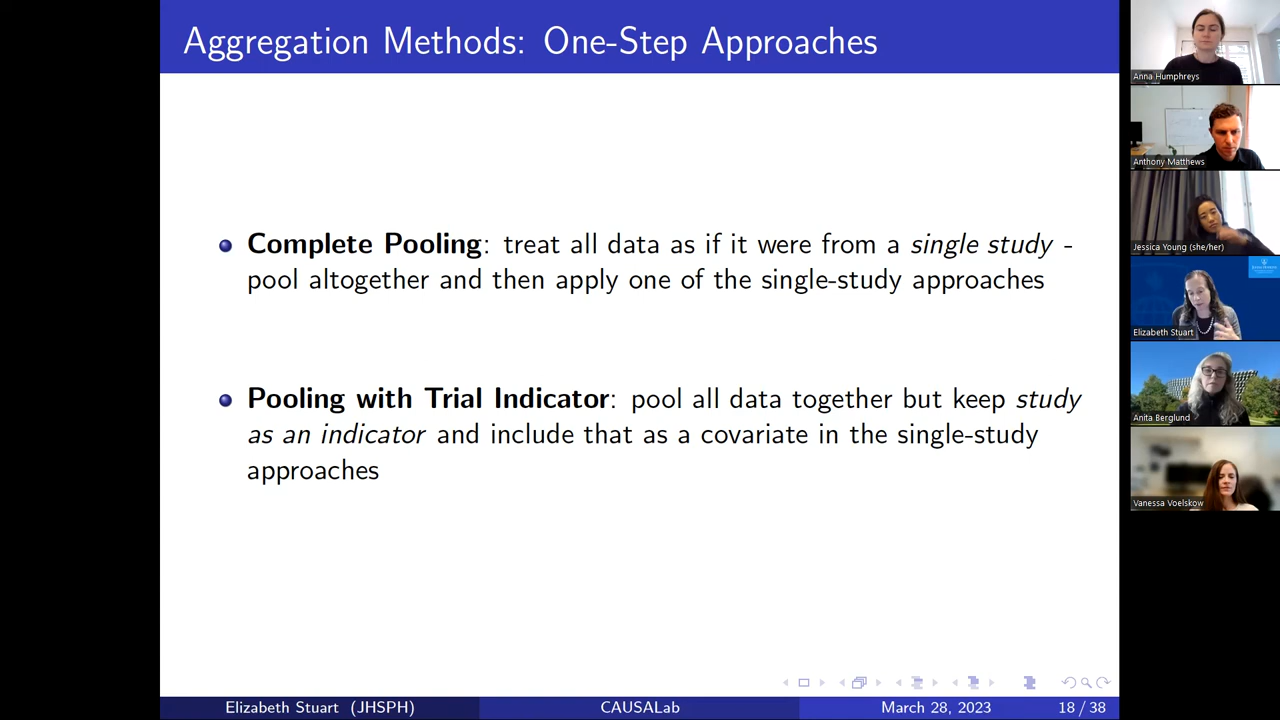 Aggregation Methods: One-Step Approaches
Complete Pooling: treat all data as if it were from a single study -
pool altogether and then apply one of the single-study approaches
Pooling with Trial Indicator: pool all data together but keep study
as an indicator and include that as a covariate in the single-study
approaches
Elizabeth Stuart (JHSPH)
CAUSALab
March 28, 2023
18 / 38
Anna Humphreys
Anthony Matthews
Jessica Young (she/her)
Elizabeth Stuart
Anita Berglund
Vanessa Voelskow